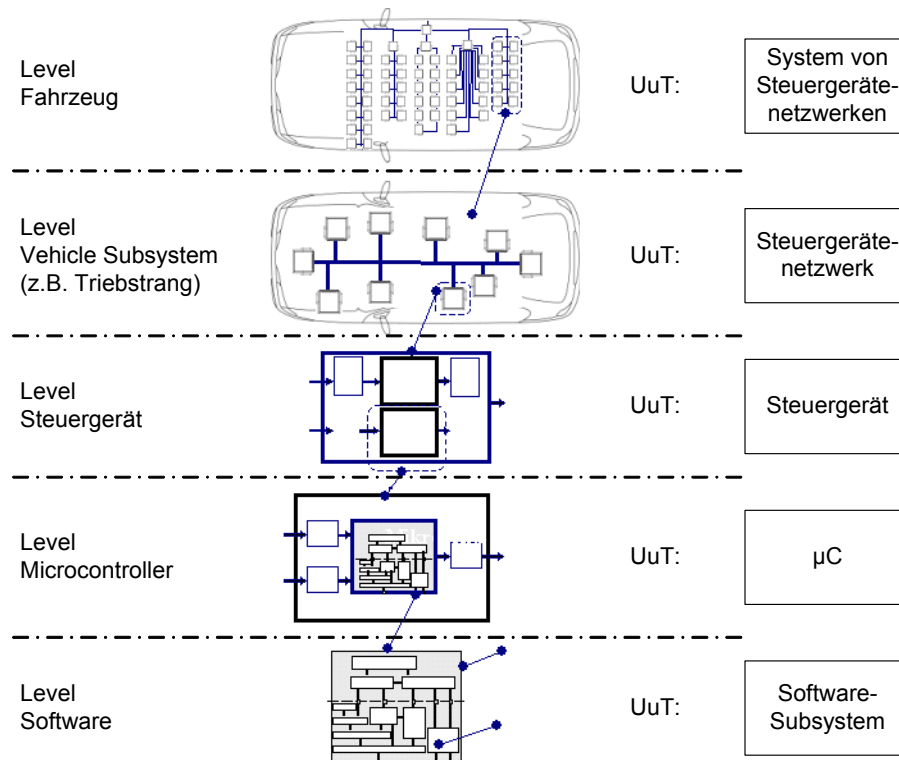 Level
Fahrzeug
UuT:
System von
Steuergeräte-
netzwerken
Level
Vehicle Subsystem
(z.B. Triebstrang)
UuT:
Steuergeräte-
netzwerk
Level
Steuergerät
UuT:
Steuergerät
Level
Microcontroller
UuT:
µC
Level
Software
UuT:
Software-
Subsystem